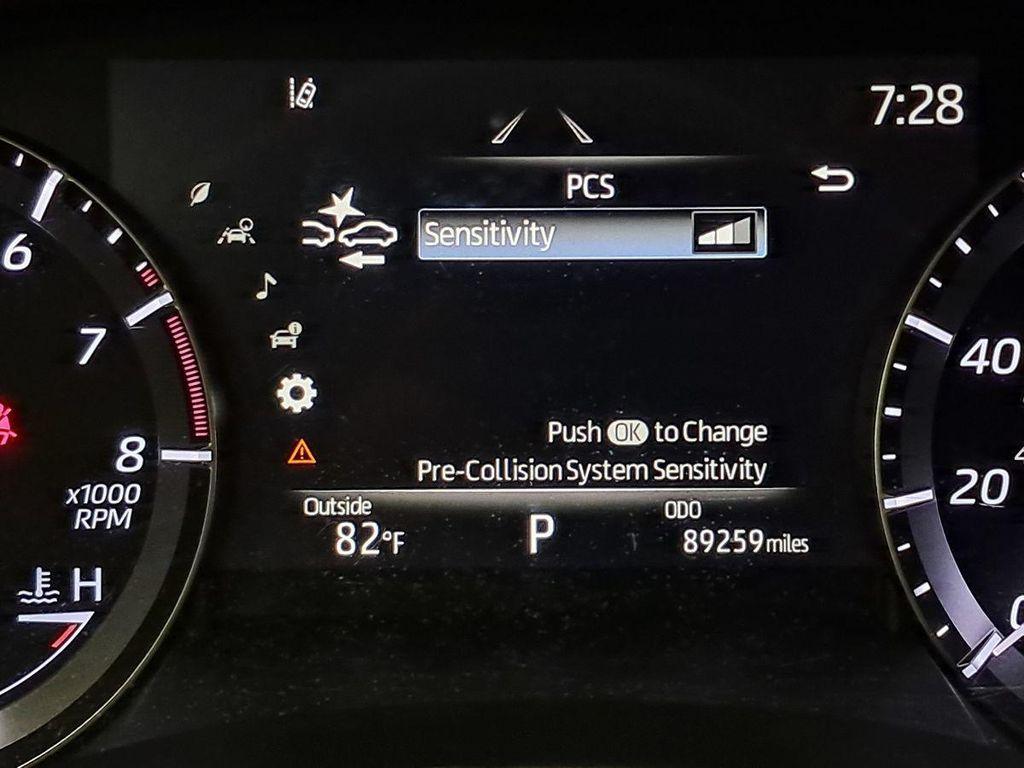 7:28
PCS
Sensitivity
6
7
8
x1000
RPM
H
40
20
0
Push OK to Change
Pre-Collision System Sensitivity
Outside
82°F
P
ODO
89259 miles